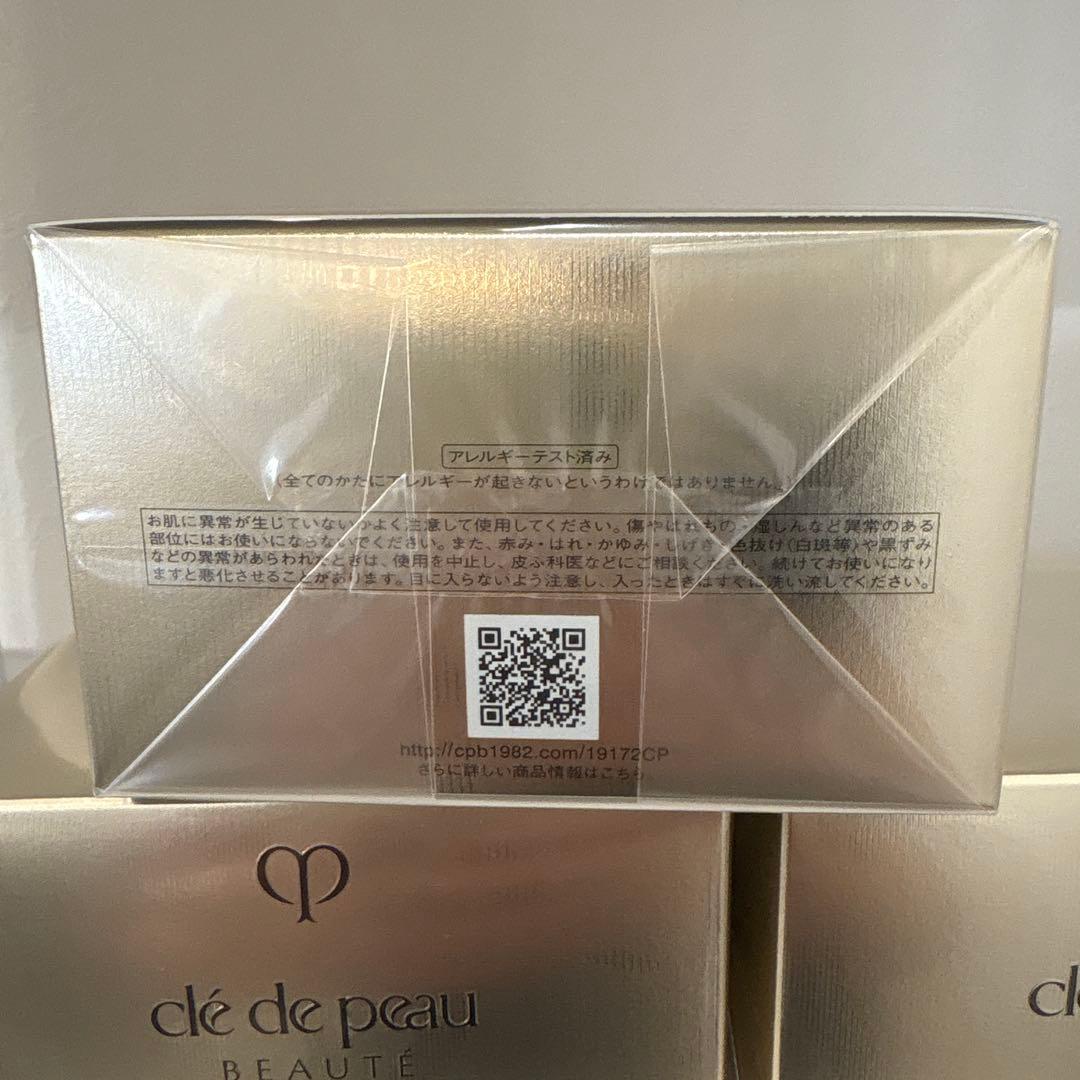 アレルギーテスト済み
(全てのかたにアレルギーが起きないというわけではありません。)
お肌に異常が生じていないかよく注意して使用してください。傷やはれもの・湿しんなど異常のある
部位にはお使いにならないでください。また、赤み・はれ・かゆみ・しげき、色抜け(白斑等)や黒ずみ
などの異常があらわれたときは、使用を中止し、皮ふ科医などにご相談ください。続けてお使いになり
ますと悪化させることがあります。目に入らないよう注意し、入ったときはすぐに洗い流してください。
http://cpb1982.com/19172CP
さらに詳しい商品情報はこちら
clé de peau
BEAUTÉ